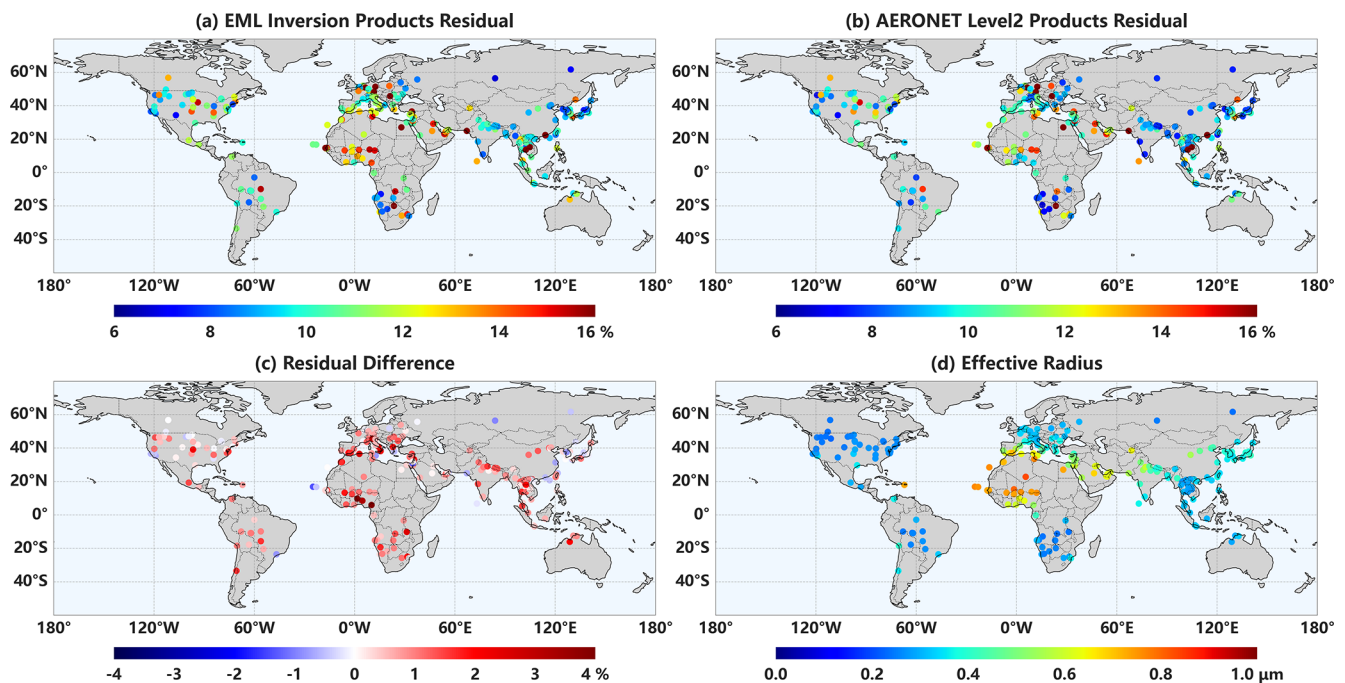 (a) EML Inversion Products Residual
(b) AERONET Level2 Products Residual
60°N
40°N
20°N
0°
20°S
40°S
180° 120°W 60°W 0°W 60°E 120°E 180°
60°N
40°N
20°N
0°
20°S
40°S
180° 120°W 60°W 0°W 60°E 120°E 180°
6 8 10 12 14 16 %
6 8 10 12 14 16 %
(c) Residual Difference
(d) Effective Radius
60°N
40°N
20°N
0°
20°S
40°S
180° 120°W 60°W 0°W 60°E 120°E 180°
60°N
40°N
20°N
0°
20°S
40°S
180° 120°W 60°W 0°W 60°E 120°E 180°
-4 -3 -2 -1 0 1 2 3 4 %
0.0 0.2 0.4 0.6 0.8 1.0 μm